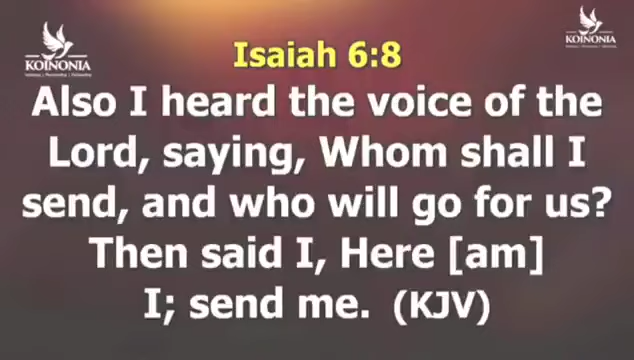 KOINONIA
KOINONIA
Isaiah 6:8
Also I heard the voice of the
Lord, saying, Whom shall I
send, and who will go for us?
Then said I, Here [am]
I; send me. (KJV)